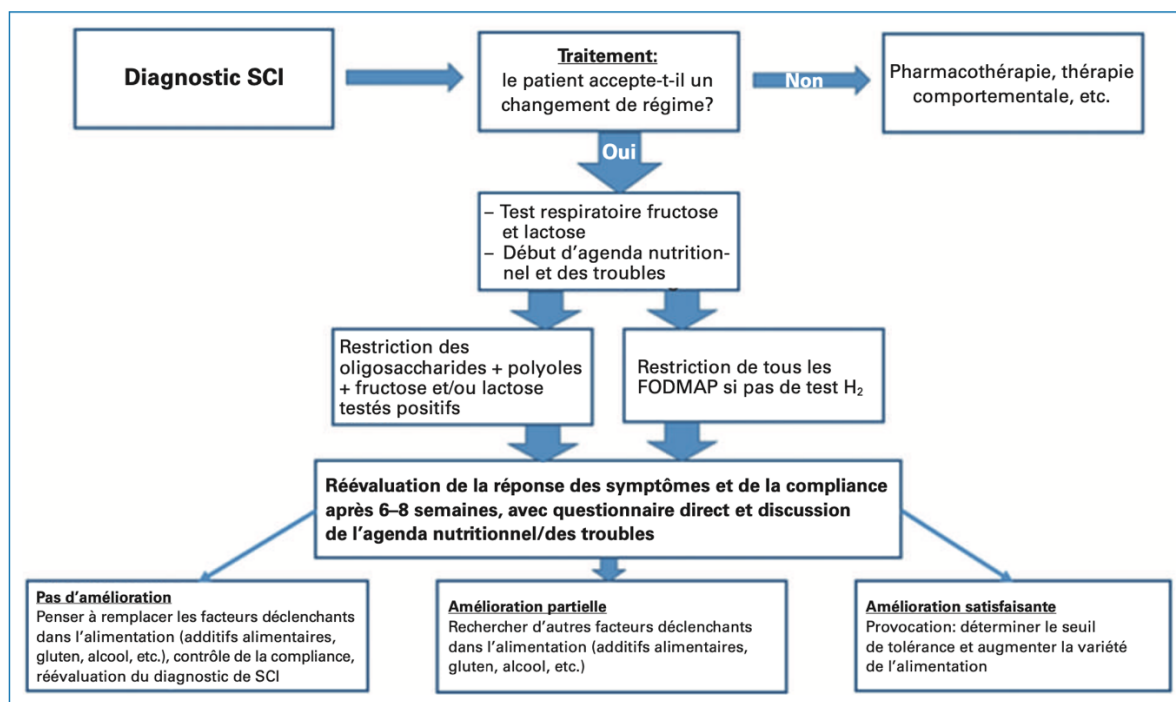 Diagnostic SCI
Traitement:
le patient accepte-t-il un
changement de régime?
Non
Pharmacothérapie, thérapie
comportementale, etc.
Oui
– Test respiratoire fructose
et lactose
– Début d’agenda nutrition-
nel et des troubles
Restriction des
oligosaccharides + polyoles
+ fructose et/ou lactose
testés positifs
Restriction de tous les
FODMAP si pas de test H₂
Réévaluation de la réponse des symptômes et de la compliance
après 6–8 semaines, avec questionnaire direct et discussion
de l’agenda nutritionnel/des troubles
Pas d’amélioration
Penser à remplacer les facteurs déclenchants
dans l’alimentation (additifs alimentaires,
gluten, alcool, etc.), contrôle de la compliance,
réévaluation du diagnostic de SCI
Amélioration partielle
Rechercher d’autres facteurs déclenchants
dans l’alimentation (additifs alimentaires,
gluten, alcool, etc.)
Amélioration satisfaisante
Provocation: déterminer le seuil
de tolérance et augmenter la variété
de l’alimentation